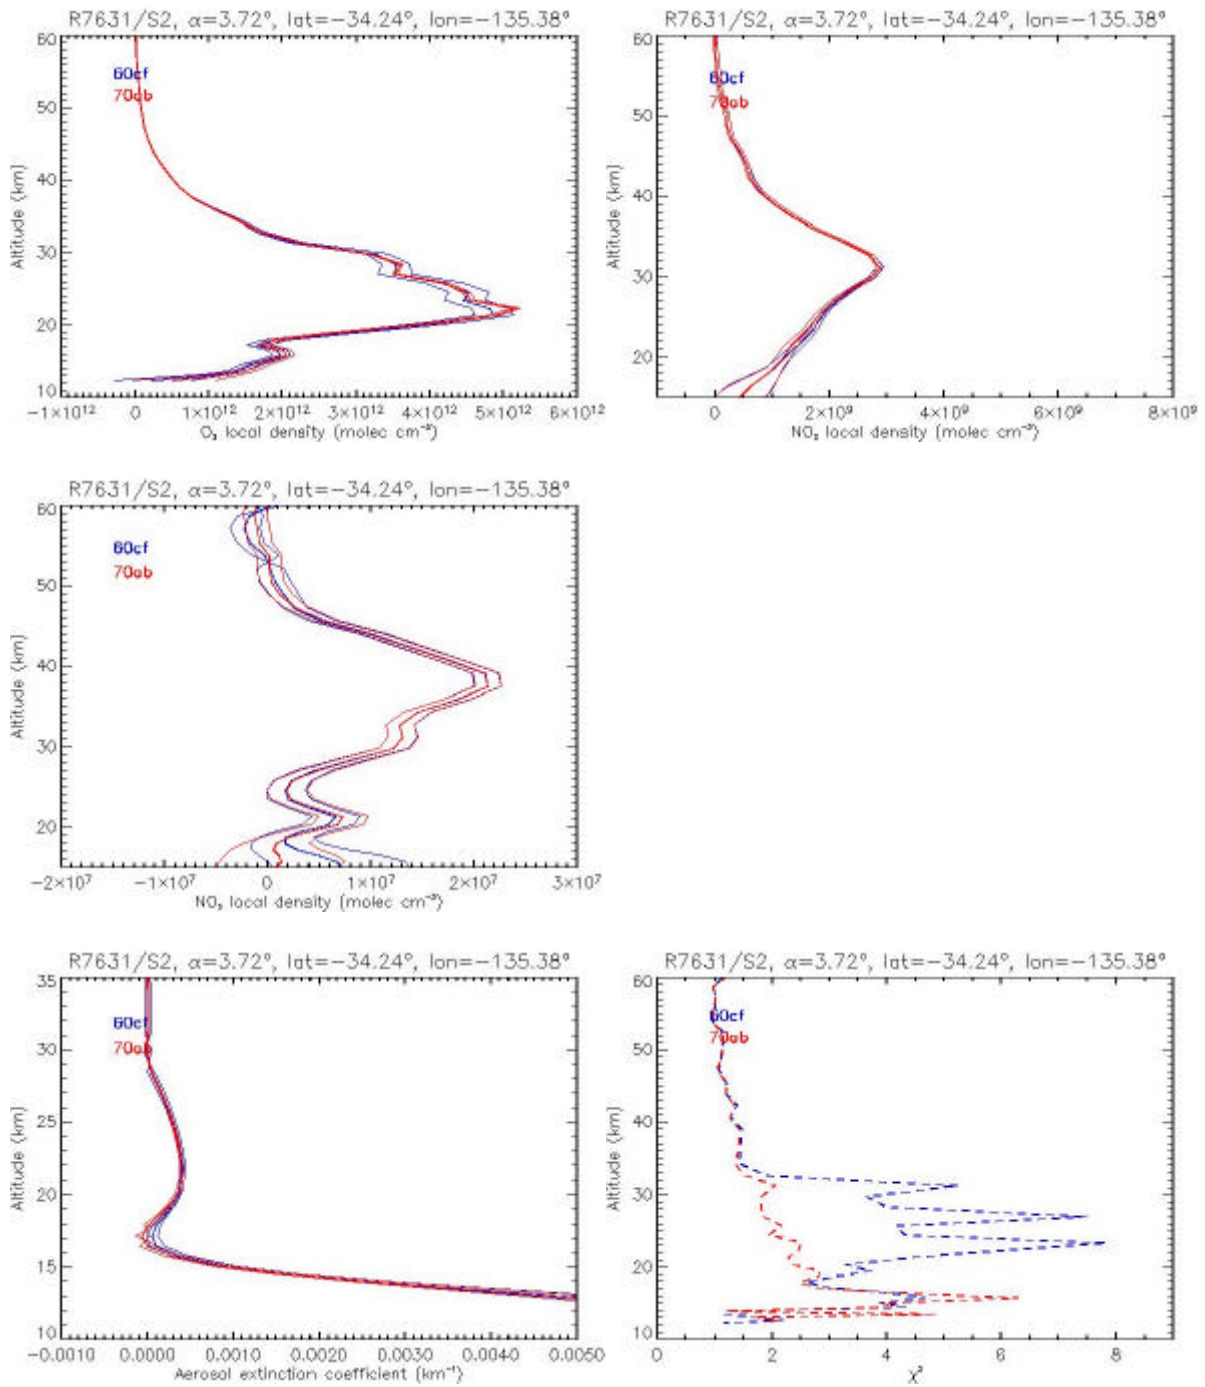 R7631/S2, α=3.72°, lat=−34.24°, lon=−135.38°
60
50
40
30
20
10
Altitude (km)
60cf
70ab
−1×10¹² 0 1×10¹² 2×10¹² 3×10¹² 4×10¹² 5×10¹² 6×10¹²
O₃ local density (molec cm⁻³)
R7631/S2, α=3.72°, lat=−34.24°, lon=−135.38°
60
50
40
30
20
Altitude (km)
60cf
70ab
0 2×10⁹ 4×10⁹ 6×10⁹ 8×10⁹
NO₂ local density (molec cm⁻³)
R7631/S2, α=3.72°, lat=−34.24°, lon=−135.38°
60
50
40
30
20
Altitude (km)
60cf
70ab
−2×10⁷ −1×10⁷ 0 1×10⁷ 2×10⁷ 3×10⁷
NO₃ local density (molec cm⁻³)
R7631/S2, α=3.72°, lat=−34.24°, lon=−135.38°
35
30
25
20
15
10
Altitude (km)
60cf
70ab
−0.0010 0.0000 0.0010 0.0020 0.0030 0.0040 0.0050
Aerosol extinction coefficient (km⁻¹)
R7631/S2, α=3.72°, lat=−34.24°, lon=−135.38°
60
50
40
30
20
10
Altitude (km)
60cf
70ab
0 2 4 6 8
χ²